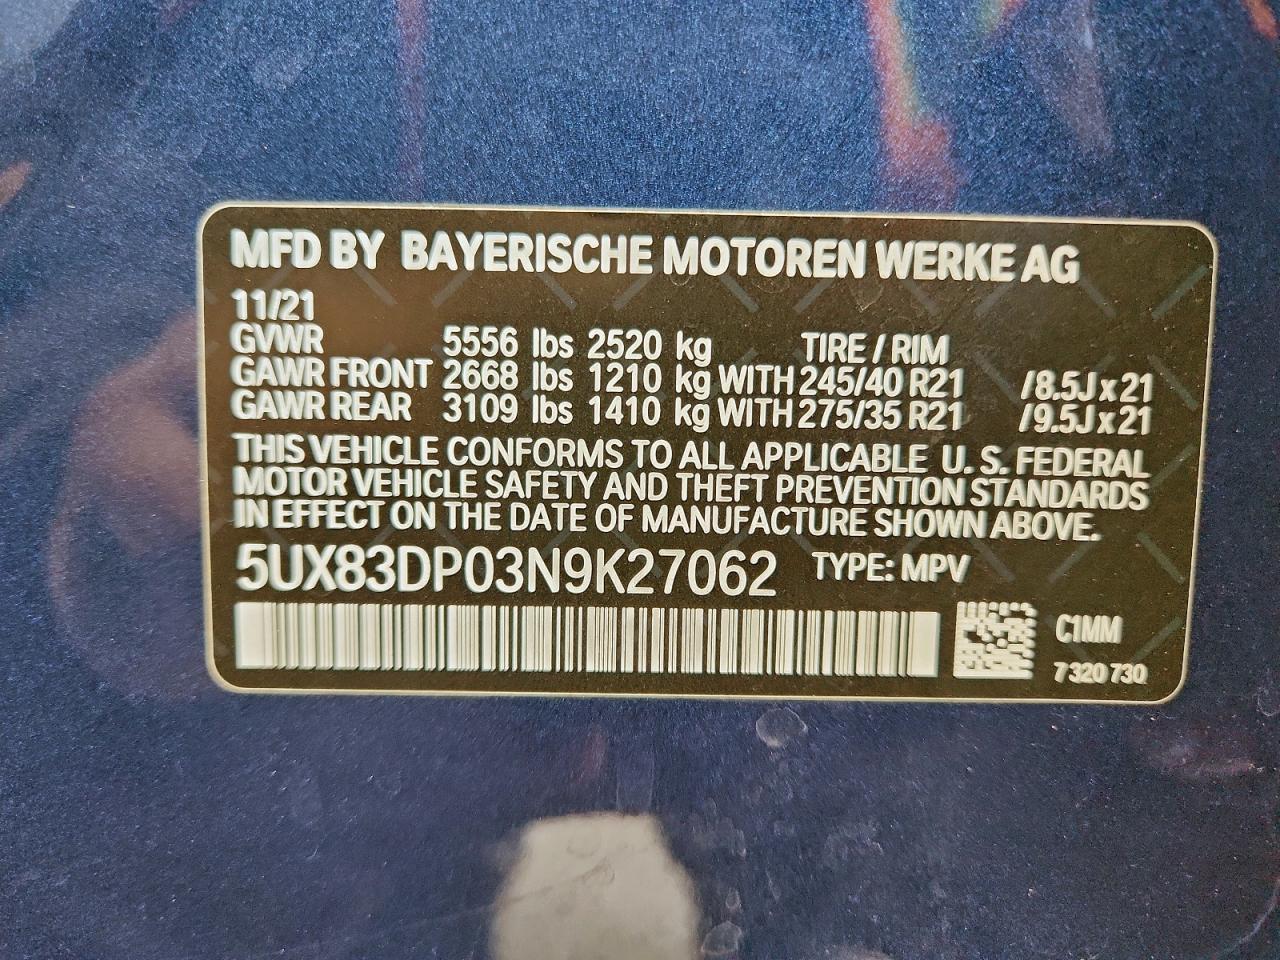 MFD BY BAYERISCHE MOTOREN WERKE AG
11/21
GVWR 5556 lbs 2520 kg TIRE / RIM
GAWR FRONT 2668 lbs 1210 kg WITH 245/40 R21 /8.5J x 21
GAWR REAR 3109 lbs 1410 kg WITH 275/35 R21 /9.5J x 21
THIS VEHICLE CONFORMS TO ALL APPLICABLE U. S. FEDERAL
MOTOR VEHICLE SAFETY AND THEFT PREVENTION STANDARDS
IN EFFECT ON THE DATE OF MANUFACTURE SHOWN ABOVE.
5UX83DP03N9K27062 TYPE: MPV
C1MM
7 320 730